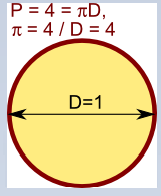 P = 4 = πD,
π = 4 / D = 4
D=1